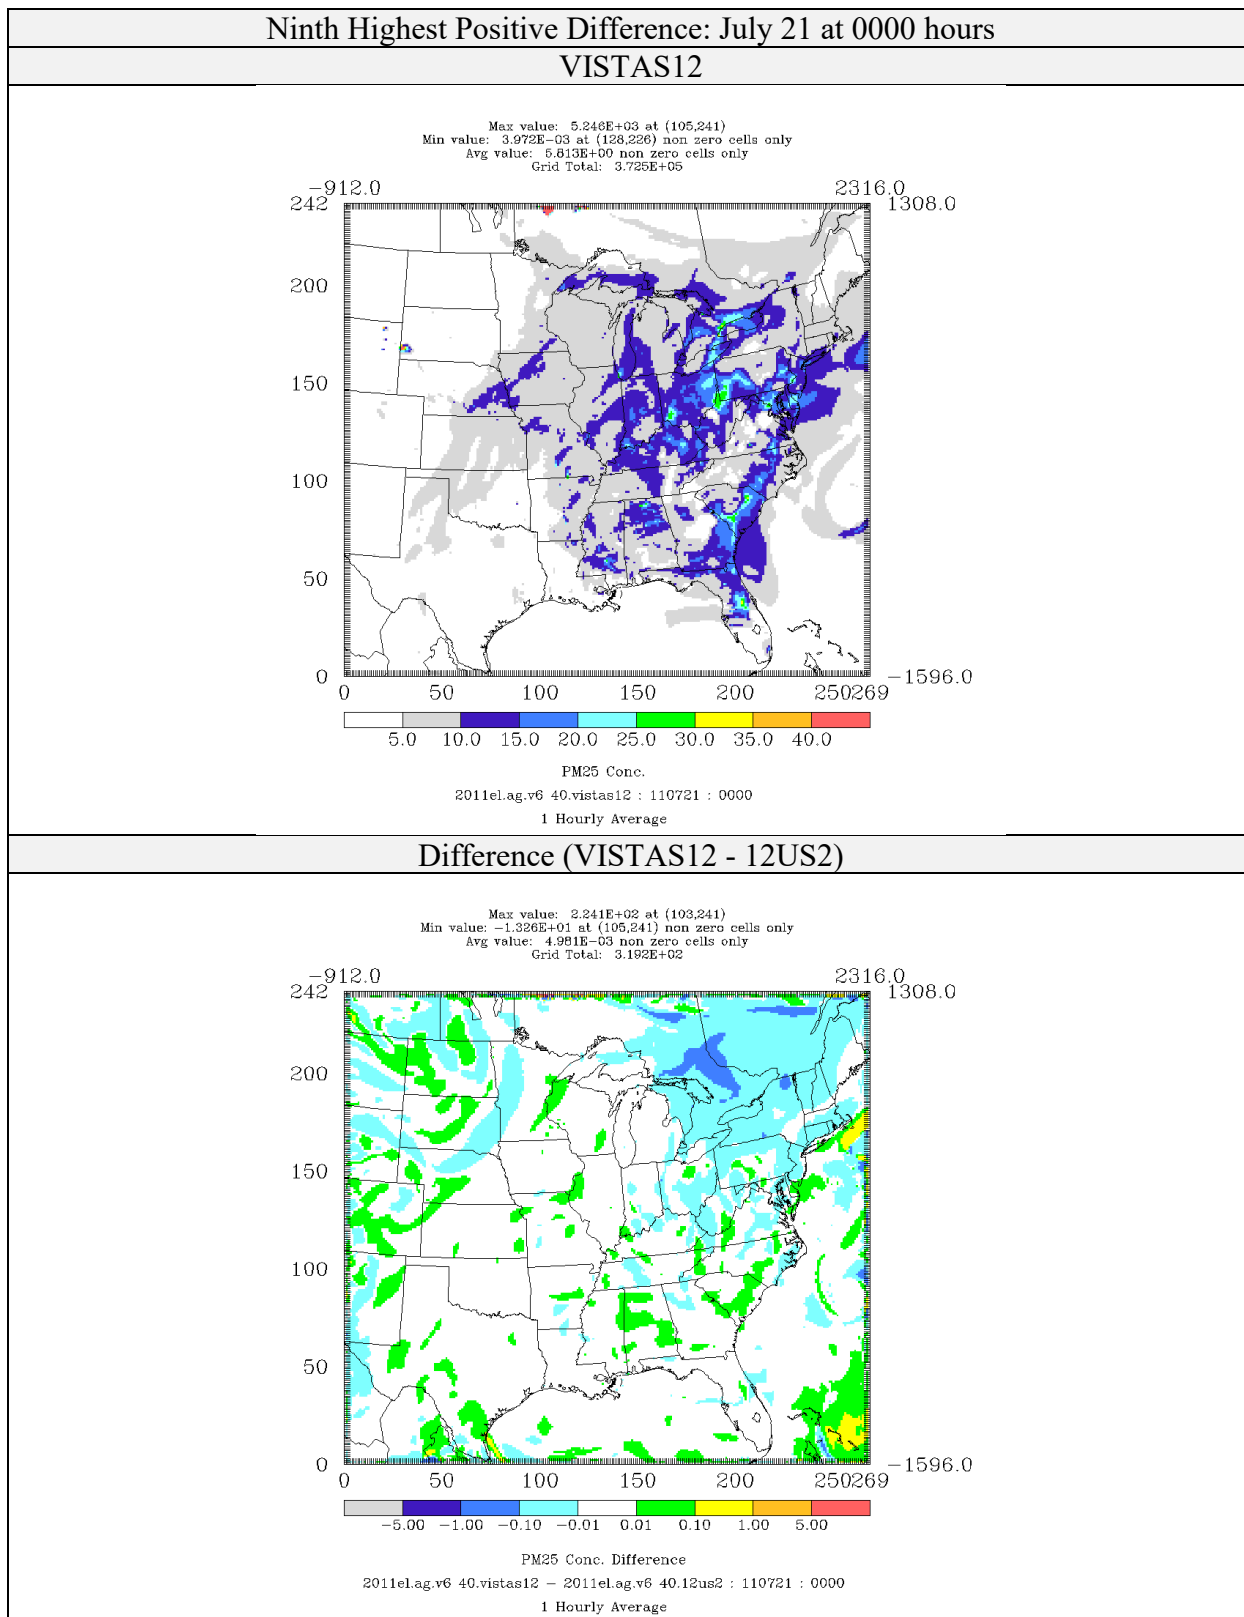 Ninth Highest Positive Difference: July 21 at 0000 hours
VISTAS12
Max value: 5.246E+03 at (105,241)
Min value: 3.972E-03 at (128,226) non zero cells only
Avg value: 5.813E+00 non zero cells only
Grid Total: 3.725E+05
-912.0 2316.0
242 1308.0
200
150
100
50
0 -1596.0
0 50 100 150 200 250269
5.0 10.0 15.0 20.0 25.0 30.0 35.0 40.0
PM25 Conc.
2011el.ag.v6 40.vistas12 : 110721 : 0000
1 Hourly Average
Difference (VISTAS12 - 12US2)
Max value: 2.241E+02 at (103,241)
Min value: -1.326E+01 at (105,241) non zero cells only
Avg value: 4.981E-03 non zero cells only
Grid Total: 3.192E+02
-912.0 2316.0
242 1308.0
200
150
100
50
0 -1596.0
0 50 100 150 200 250269
-5.00 -1.00 -0.10 -0.01 0.01 0.10 1.00 5.00
PM25 Conc. Difference
2011el.ag.v6 40.vistas12 - 2011el.ag.v6 40.12us2 : 110721 : 0000
1 Hourly Average